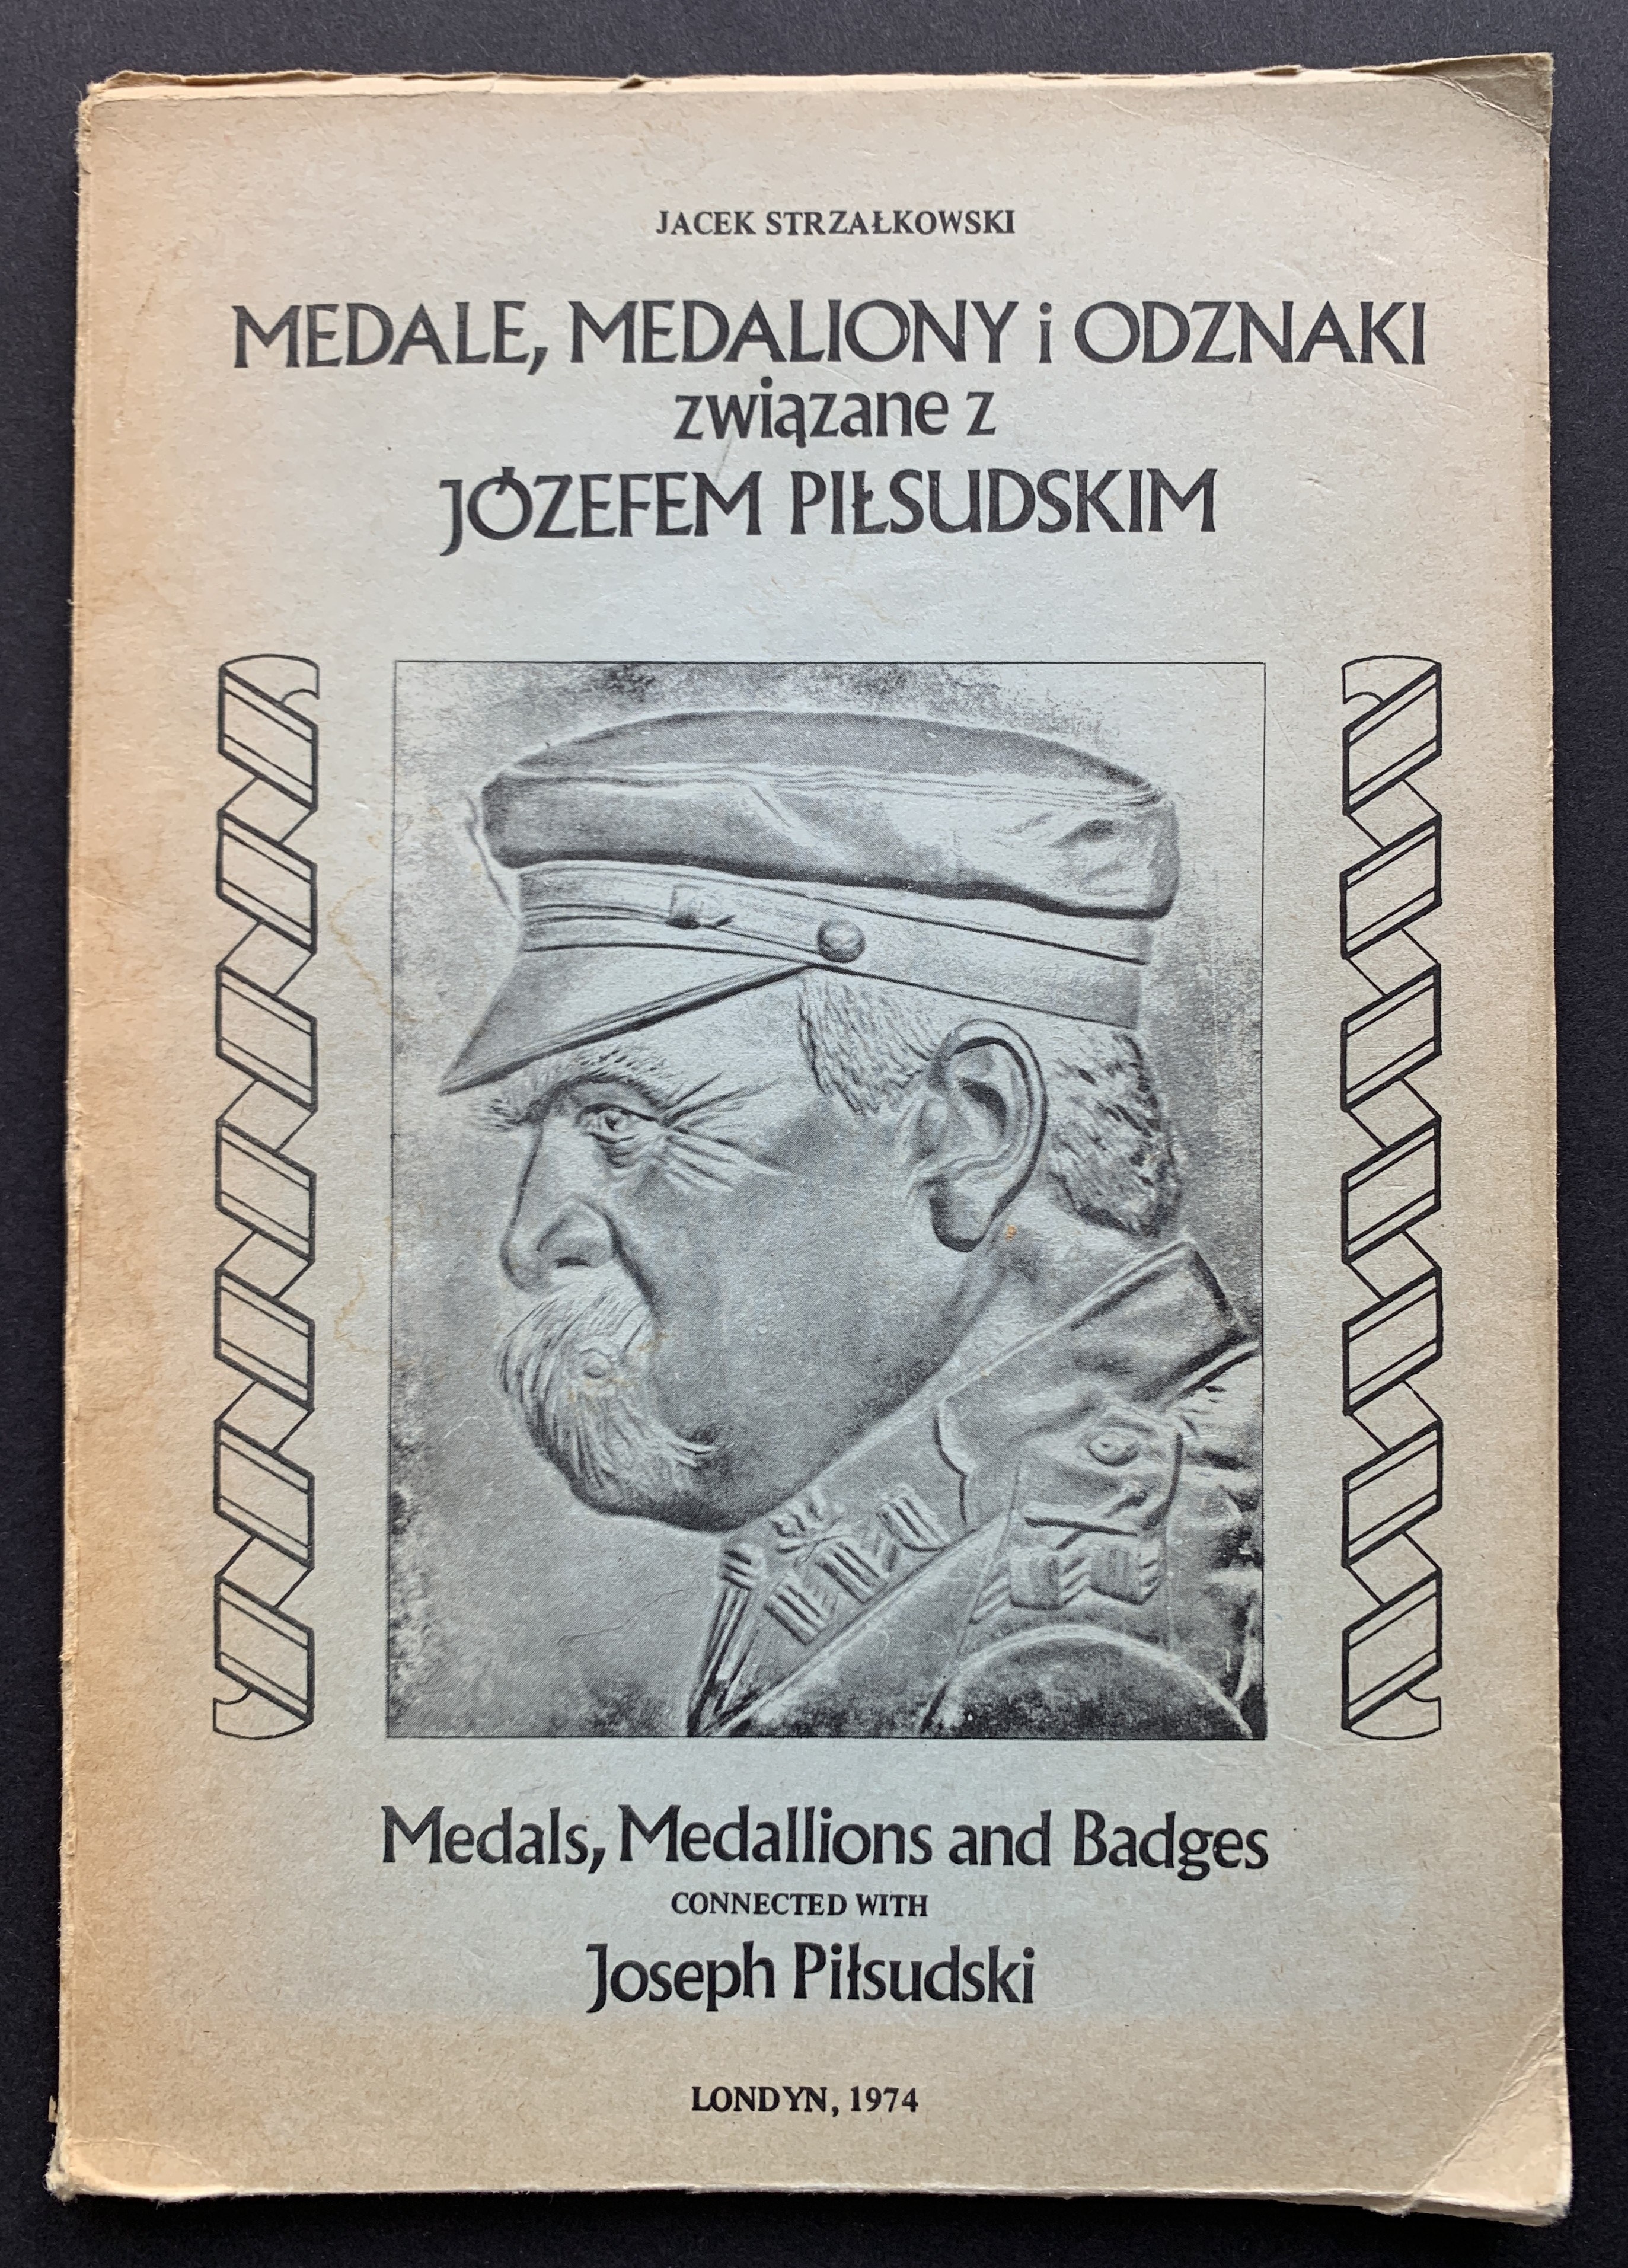 JACEK STRZAŁKOWSKI
MEDALE, MEDALIONY i ODZNAKI
związane z
JÓZEFEM PIŁSUDSKIM
Medals, Medallions and Badges
CONNECTED WITH
Joseph Piłsudski
LONDYN, 1974